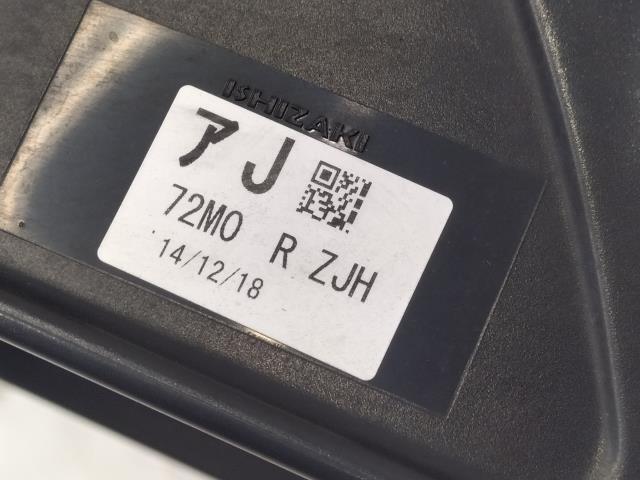 ISHIZAKI
アJ
72M0 R ZJH
14/12/18